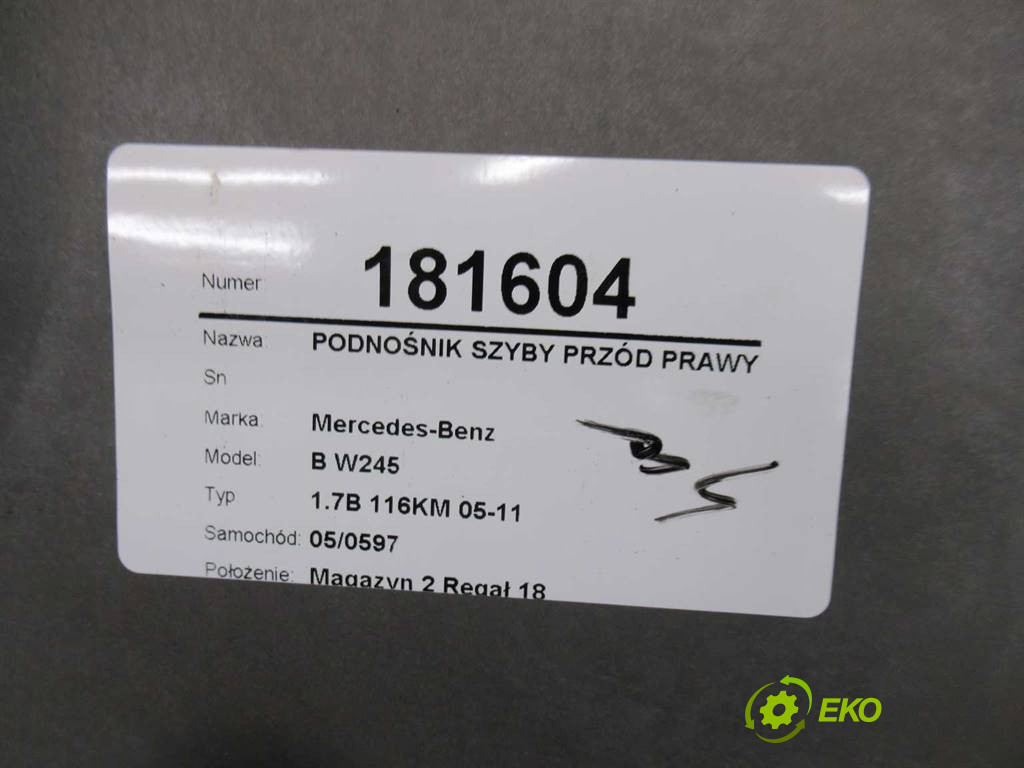 Numer: 181604
Nazwa: PODNOŚNIK SZYBY PRZÓD PRAWY
Sn
Marka: Mercedes-Benz
Model: B W245
Typ 1.7B 116KM 05-11
Samochód: 05/0597
Położenie: Magazyn 2 Regał 18
EKO